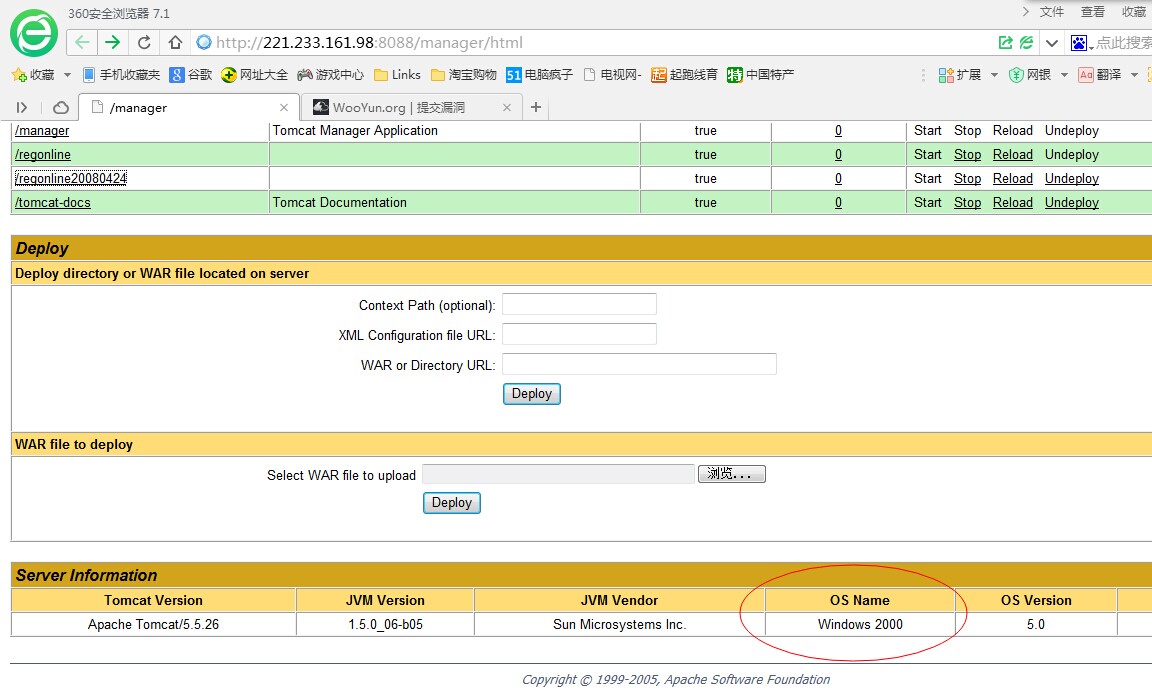 360安全浏览器 7.1
文件 查看 收藏
http://221.233.161.98:8088/manager/html
点此搜索
收藏 手机收藏夹 谷歌 网址大全 游戏中心 Links 淘宝购物 51 电脑疯子 电视网- 起 起跑线育 特 中国特产 扩展 网银 Aa 翻译
/manager WooYun.org | 提交漏洞
/manager Tomcat Manager Application true 0 Start Stop Reload Undeploy
/regonline true 0 Start Stop Reload Undeploy
/regonline20080424 true 0 Start Stop Reload Undeploy
/tomcat-docs Tomcat Documentation true 0 Start Stop Reload Undeploy
Deploy
Deploy directory or WAR file located on server
Context Path (optional):
XML Configuration file URL:
WAR or Directory URL:
Deploy
WAR file to deploy
Select WAR file to upload 浏览...
Deploy
Server Information
Tomcat Version JVM Version JVM Vendor OS Name OS Version
Apache Tomcat/5.5.26 1.5.0_06-b05 Sun Microsystems Inc. Windows 2000 5.0
Copyright © 1999-2005, Apache Software Foundation